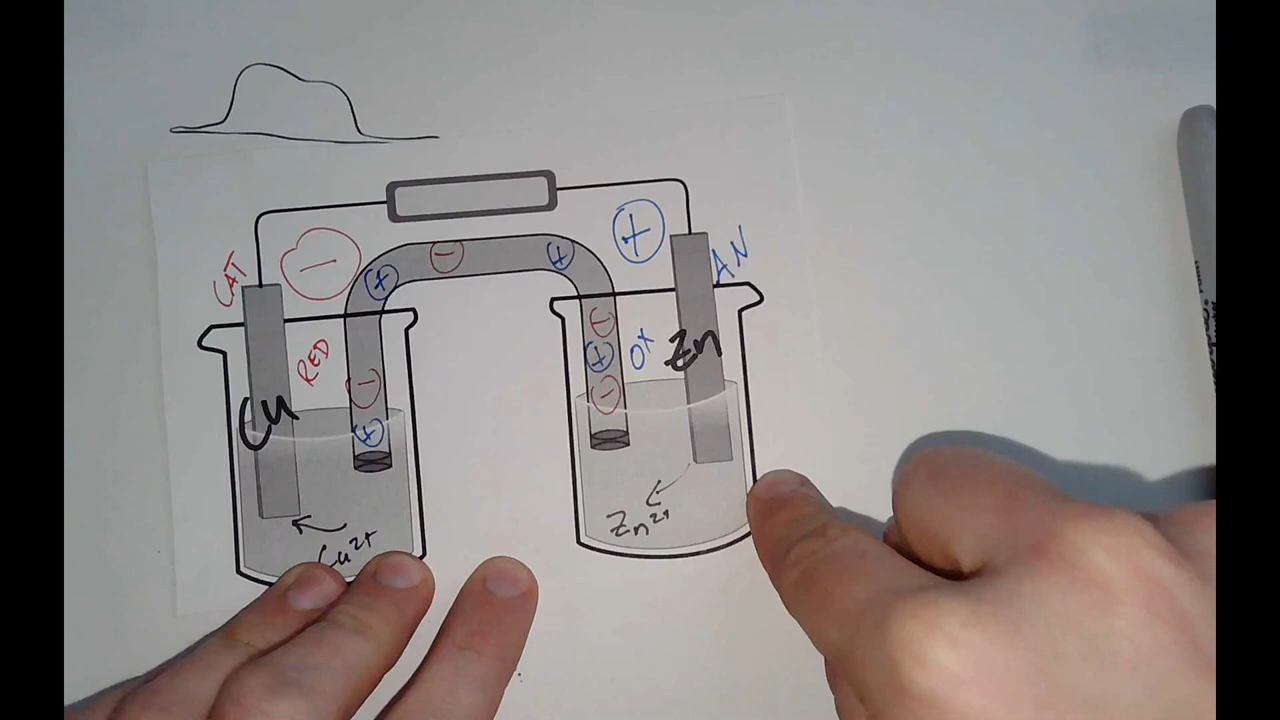 CAT
−
+
AN
+
−
+
RED
OX
Cu
Zn
−
+
−
+
−
Cu²⁺
Zn²⁺